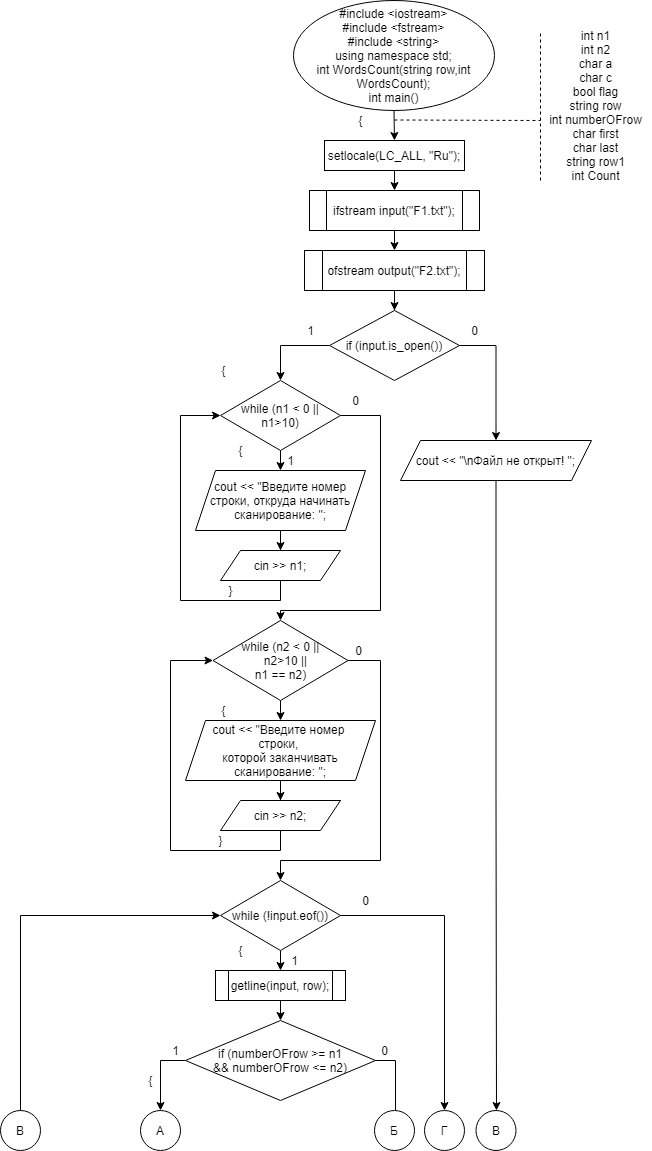 #include <iostream>
#include <fstream>
#include <string>
using namespace std;
int WordsCount(string row,int
WordsCount);
int main()
int n1
int n2
char a
char c
bool flag
string row
int numberOFrow
char first
char last
string row1
int Count
{
setlocale(LC_ALL, "Ru");
ifstream input("F1.txt");
ofstream output("F2.txt");
if (input.is_open())
1
0
{
while (n1 < 0 ||
n1>10)
0
{
1
cout << "Введите номер
строки, откруда начинать
сканирование: ";
cout << "\nФайл не открыт! ";
cin >> n1;
}
while (n2 < 0 ||
n2>10 ||
n1 == n2)
0
{
cout << "Введите номер
строки,
которой заканчивать
сканирование: ";
cin >> n2;
}
while (!input.eof())
0
{
1
getline(input, row);
if (numberOFrow >= n1
&& numberOFrow <= n2)
1
0
{
В
А
Б
Г
В